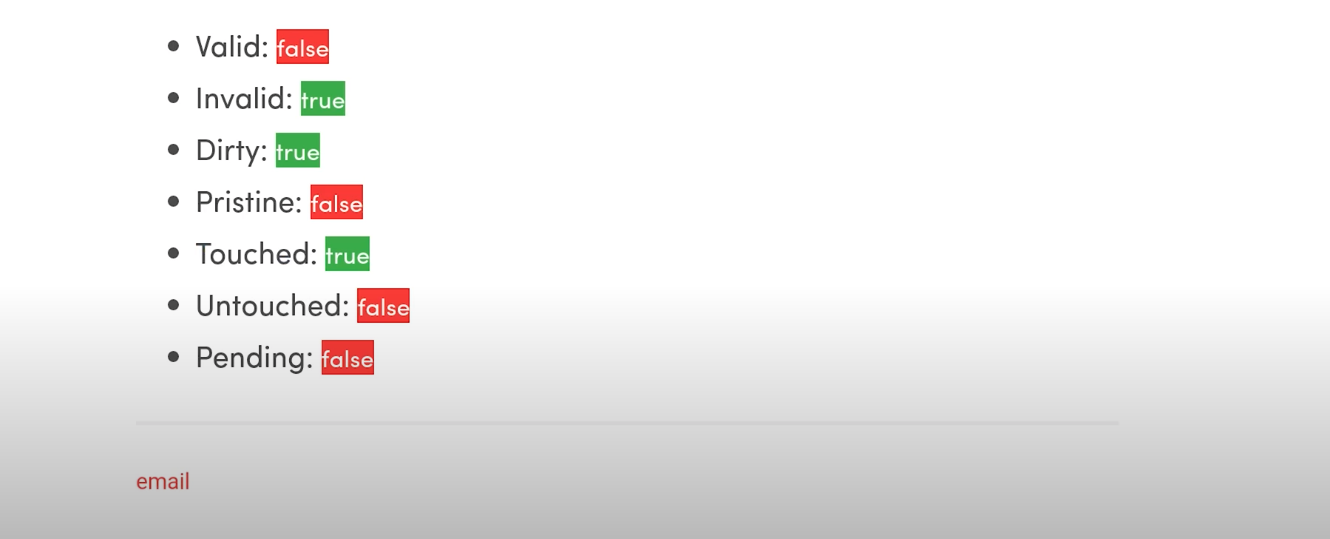 Valid: false
Invalid: true
Dirty: true
Pristine: false
Touched: true
Untouched: false
Pending: false
email